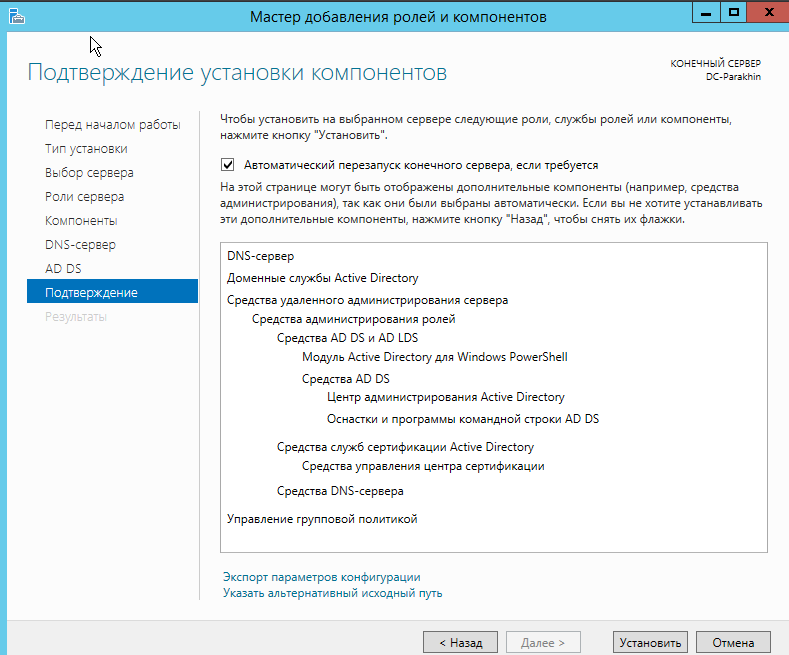 Мастер добавления ролей и компонентов
Подтверждение установки компонентов
КОНЕЧНЫЙ СЕРВЕР
DC-Parakhin
Перед началом работы
Тип установки
Выбор сервера
Роли сервера
Компоненты
DNS-сервер
AD DS
Подтверждение
Результаты
Чтобы установить на выбранном сервере следующие роли, службы ролей или компоненты,
нажмите кнопку "Установить".
Автоматический перезапуск конечного сервера, если требуется
На этой странице могут быть отображены дополнительные компоненты (например, средства
администрирования), так как они были выбраны автоматически. Если вы не хотите устанавливать
эти дополнительные компоненты, нажмите кнопку "Назад", чтобы снять их флажки.
DNS-сервер
Доменные службы Active Directory
Средства удаленного администрирования сервера
Средства администрирования ролей
Средства AD DS и AD LDS
Модуль Active Directory для Windows PowerShell
Средства AD DS
Центр администрирования Active Directory
Оснастки и программы командной строки AD DS
Средства служб сертификации Active Directory
Средства управления центра сертификации
Средства DNS-сервера
Управление групповой политикой
Экспорт параметров конфигурации
Указать альтернативный исходный путь
< Назад
Далее >
Установить
Отмена